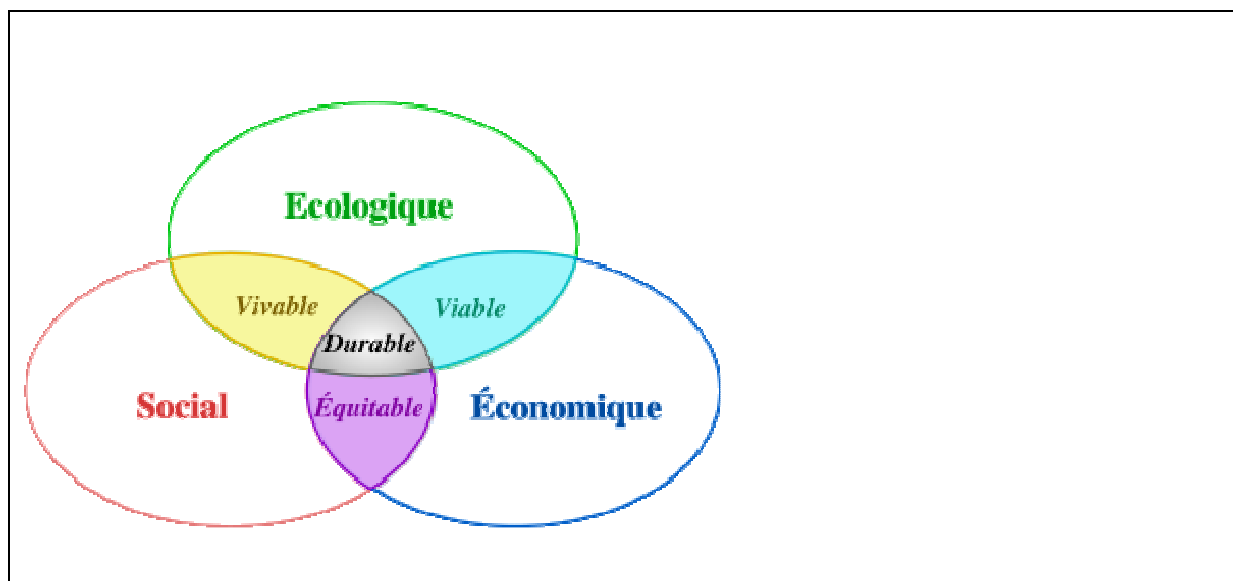 Ecologique
Vivable
Viable
Durable
Social
Équitable
Économique